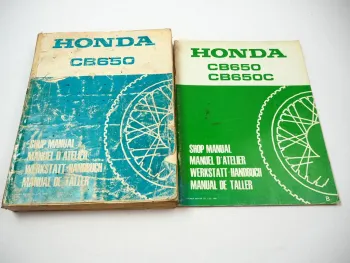 HONDA
CB650
SHOP MANUAL
MANUEL D'ATELIER
WERKSTATT-HANDBUCH
MANUAL DE TALLER
HONDA
CB650
CB650C
SHOP MANUAL
MANUEL D'ATELIER
WERKSTATT-HANDBUCH
MANUAL DE TALLER